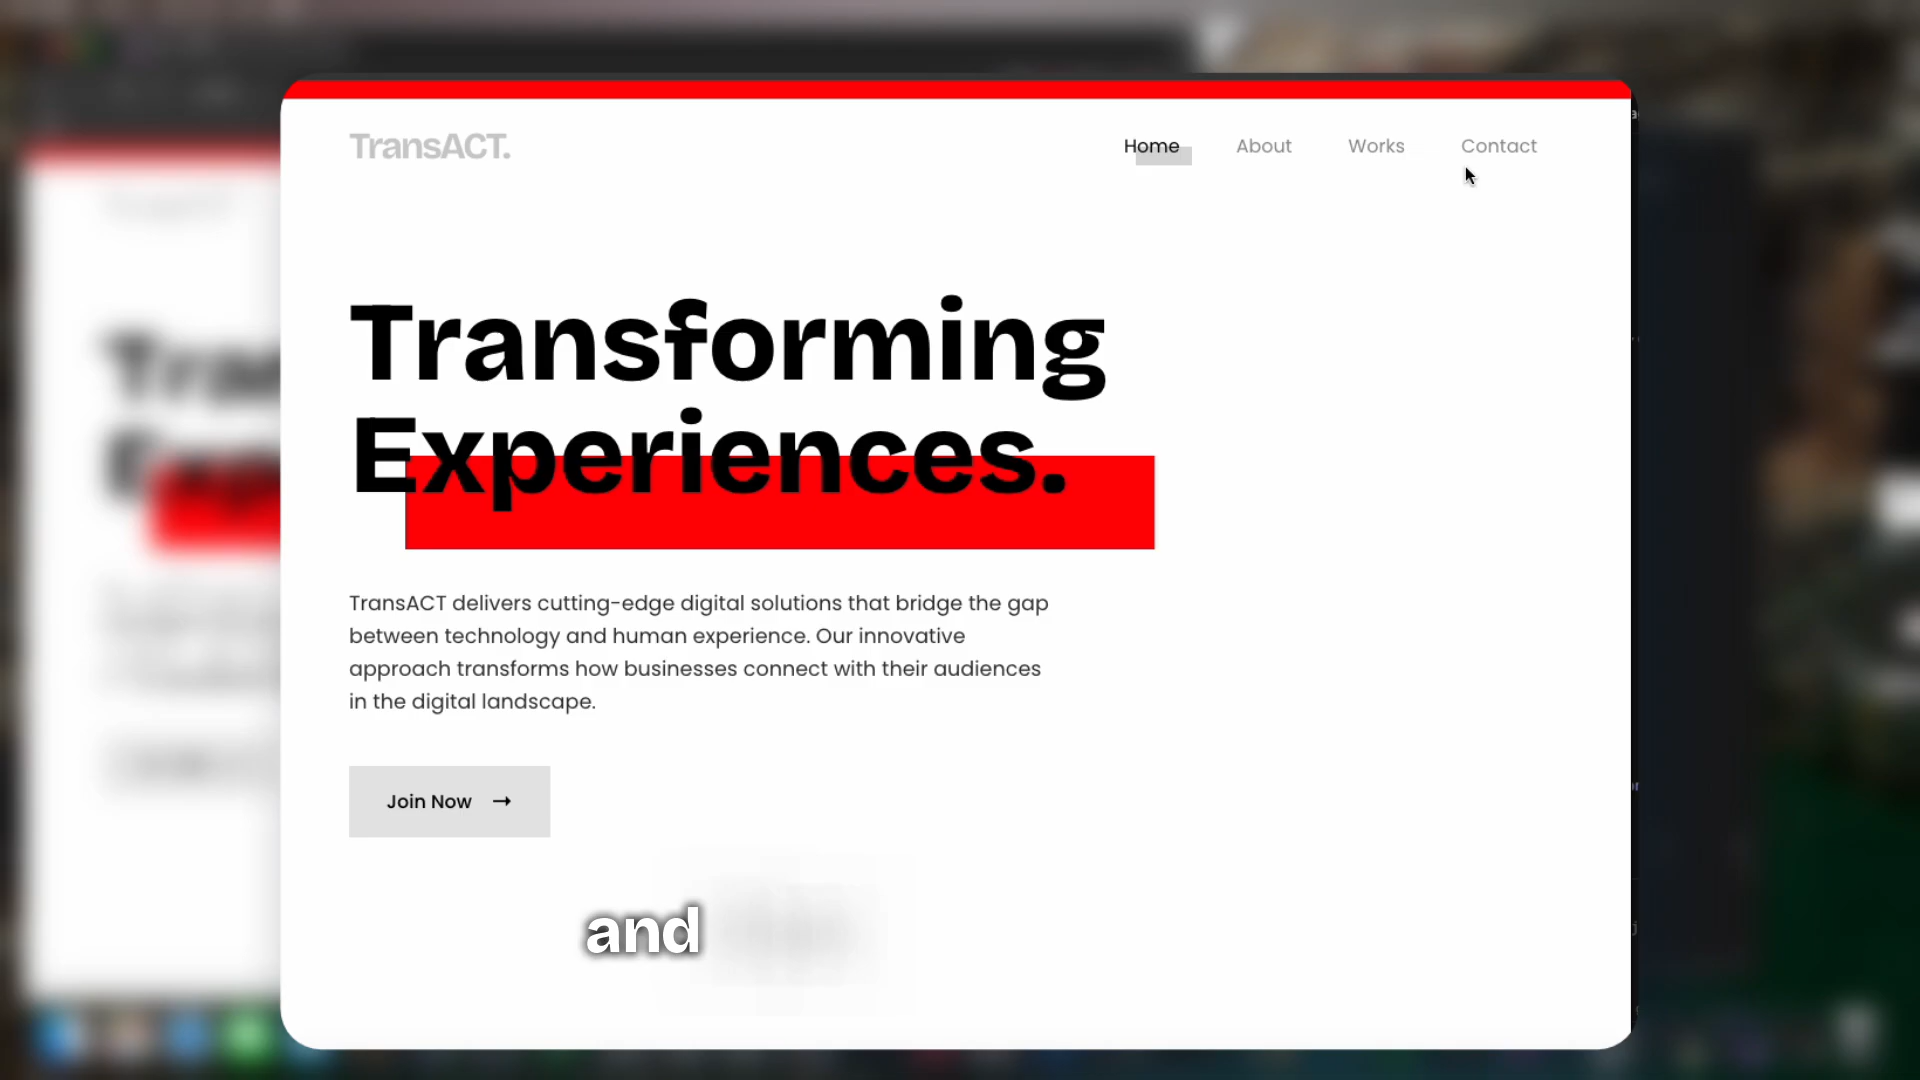 TransACT.
Home About Works Contact
Transforming
Experiences.
TransACT delivers cutting-edge digital solutions that bridge the gap
between technology and human experience. Our innovative
approach transforms how businesses connect with their audiences
in the digital landscape.
Join Now →
and